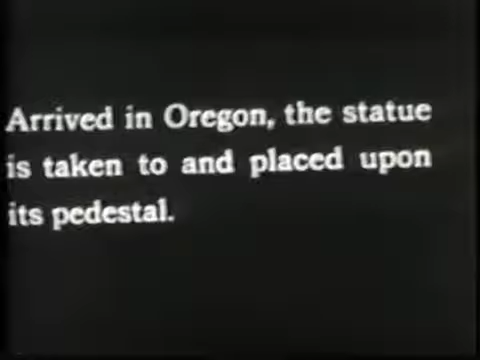 Arrived in Oregon, the statue
is taken to and placed upon
its pedestal.